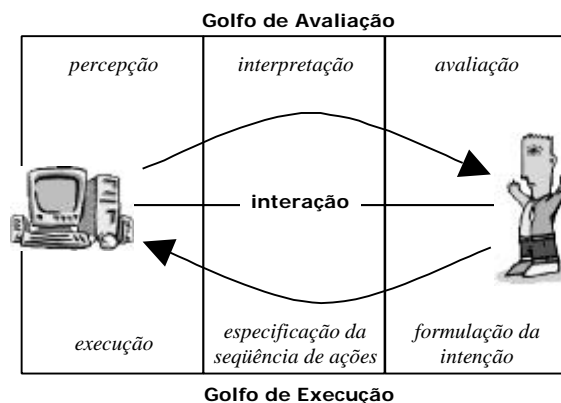 Golfo de Avaliação
percepção
interpretação
avaliação
interação
execução
especificação da
seqüência de ações
formulação da
intenção
Golfo de Execução